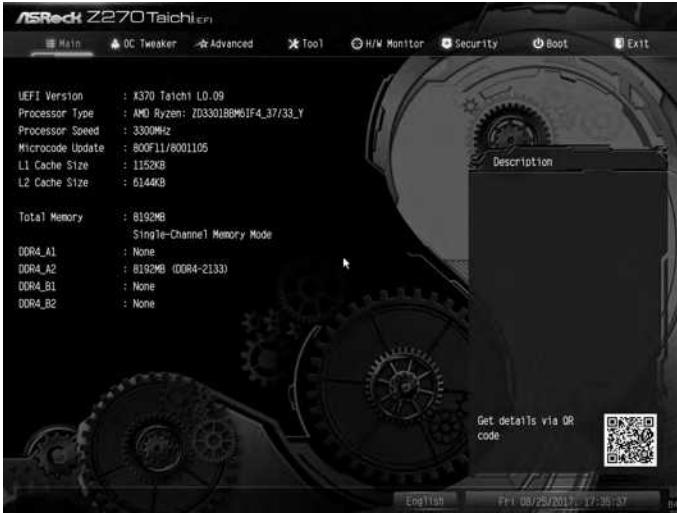 ASRock Z270 Taichi EFI
Main OC Tweaker Advanced Tool H/W Monitor Security Boot Exit
UEFI Version : X370 Taichi L0.09
Processor Type : AMD Ryzen: ZD3301BBM6IF4_37/33_Y
Processor Speed : 3300MHz
Microcode Update : 800F11/8001105
L1 Cache Size : 1152KB
L2 Cache Size : 6144KB
Total Memory : 8192MB
Single-Channel Memory Mode
DDR4_A1 : None
DDR4_A2 : 8192MB (DDR4-2133)
DDR4_B1 : None
DDR4_B2 : None
Description
Get details via QR
code
English Fri 08/25/2017, 17:35:37